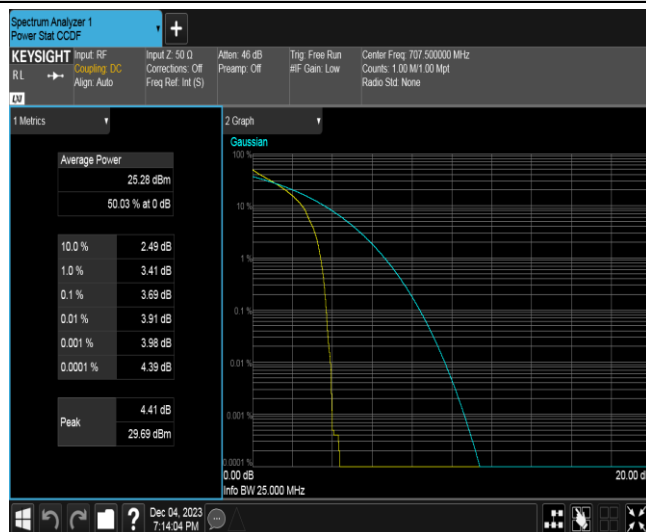 Spectrum Analyzer 1
Power Stat CCDF
+
KEYSIGHT
RL
LXI
Input: RF
Coupling: DC
Align: Auto
Input Z: 50 Ω
Corrections: Off
Freq Ref: Int (S)
Atten: 46 dB
Preamp: Off
Trig: Free Run
#IF Gain: Low
Center Freq: 707.500000 MHz
Counts: 1.00 M/1.00 Mpt
Radio Std: None
1 Metrics
Average Power
25.28 dBm
50.03 % at 0 dB
10.0 % 2.49 dB
1.0 % 3.41 dB
0.1 % 3.69 dB
0.01 % 3.91 dB
0.001 % 3.98 dB
0.0001 % 4.39 dB
Peak
4.41 dB
29.69 dBm
2 Graph
Gaussian
100 %
10 %
1 %
0.1 %
0.01 %
0.001 %
0.0001 %
0.00 dB
20.00 d
Info BW 25.000 MHz
?
Dec 04, 2023
7:14:04 PM